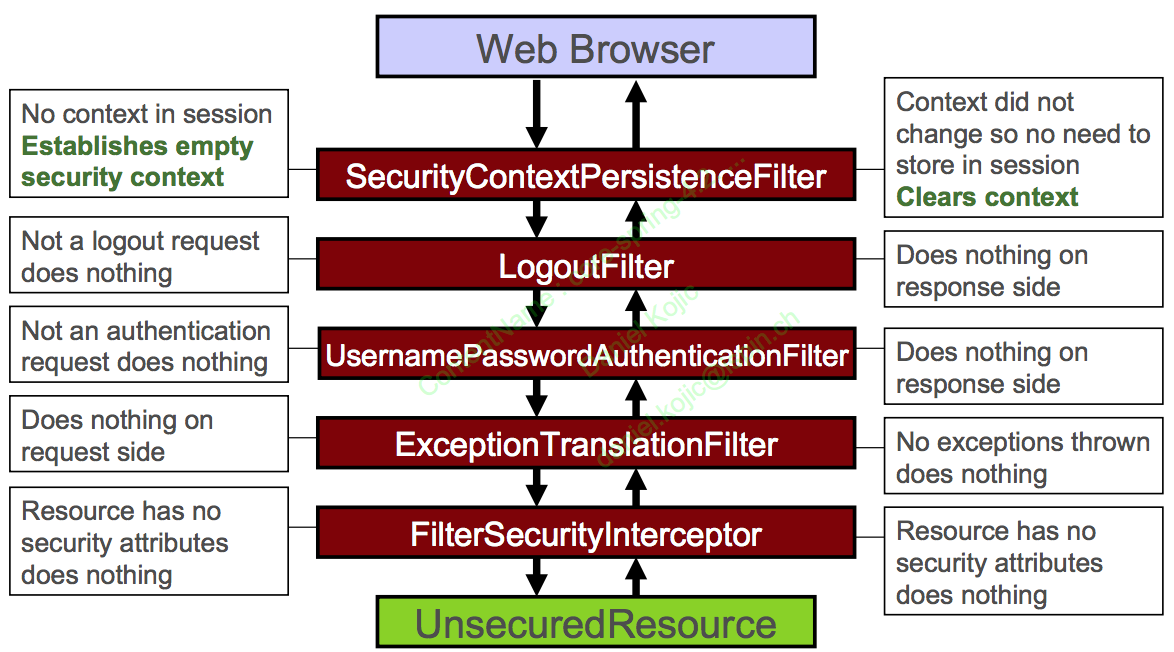 Web Browser
No context in session
Establishes empty
security context
SecurityContextPersistenceFilter
Context did not
change so no need to
store in session
Clears context
Not a logout request
does nothing
LogoutFilter
Does nothing on
response side
Not an authentication
request does nothing
UsernamePasswordAuthenticationFilter
Does nothing on
response side
Does nothing on
request side
ExceptionTranslationFilter
No exceptions thrown
does nothing
Resource has no
security attributes
does nothing
FilterSecurityInterceptor
Resource has no
security attributes
does nothing
UnsecuredResource
Daniel Kojic